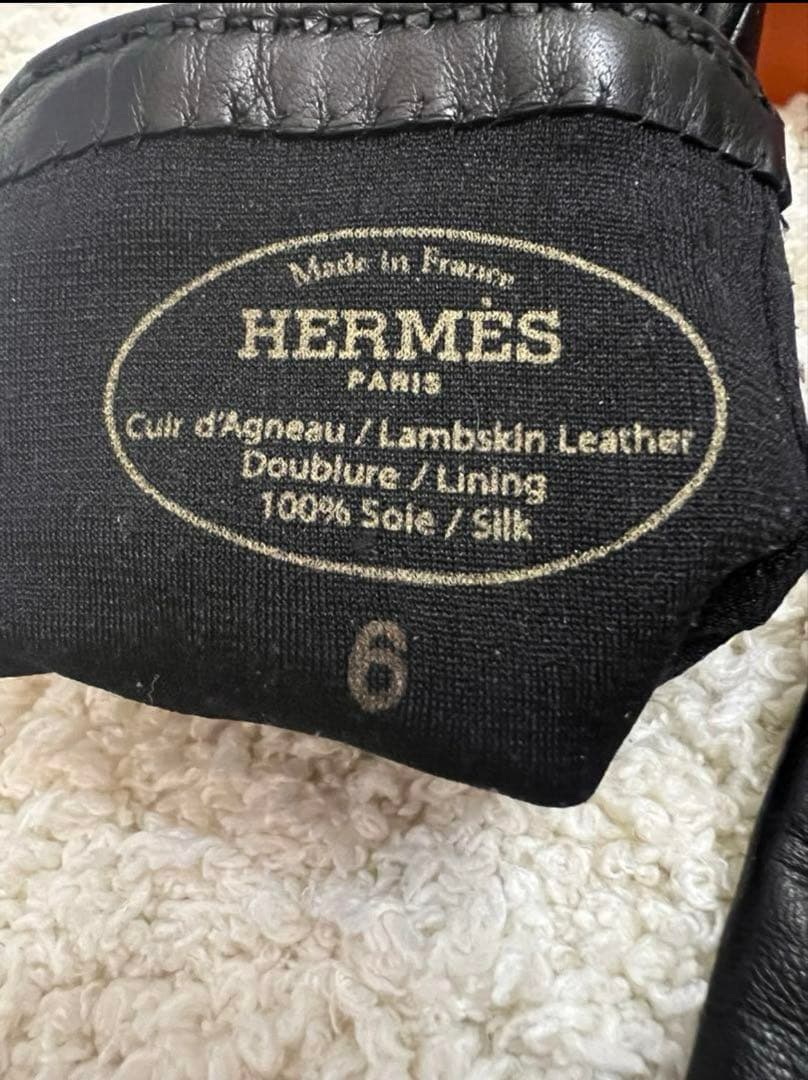 Made in France
HERMÈS
PARIS
Cuir d'Agneau / Lambskin Leather
Doublure / Lining
100% Soie / Silk
6